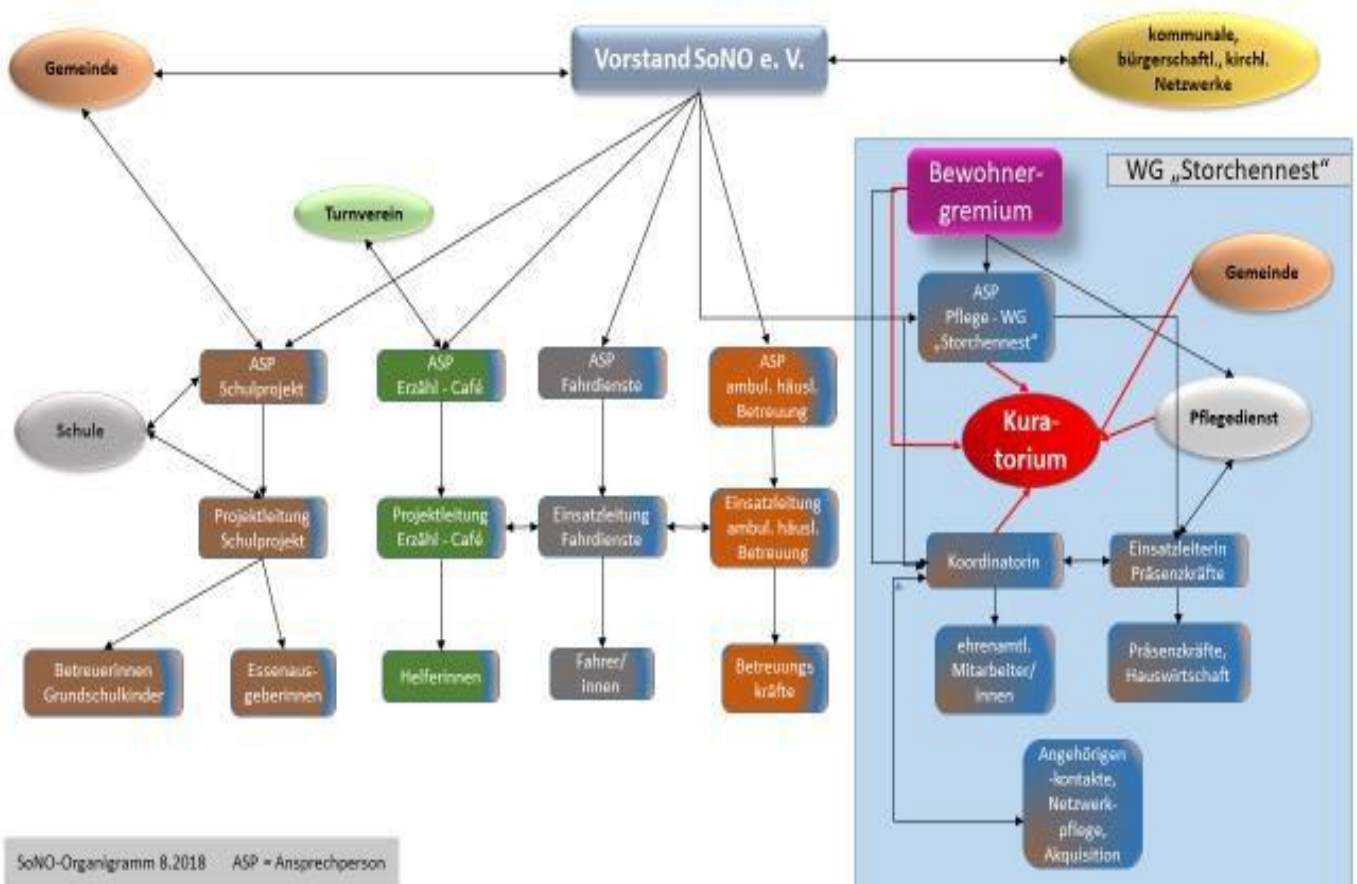 Gemeinde
Vorstand SoNO e. V.
kommunale,
bürgerschaftl., kirchl.
Netzwerke
Turnverein
WG „Storchennest“
Bewohner-
gremium
Gemeinde
ASP
Pflege - WG
„Storchennest“
ASP
Schulprojekt
ASP
Erzähl - Café
ASP
Fahrdienste
ASP
ambul. häusl.
Betreuung
Schule
Kura-
torium
Pflegedienst
Projektleitung
Schulprojekt
Projektleitung
Erzähl - Café
Einsatzleitung
Fahrdienste
Einsatzleitung
ambul. häusl.
Betreuung
Koordinatorin
Einsatzleiterin
Präsenzkräfte
Betreuerinnen
Grundschulkinder
Essenaus-
geberinnen
Helferinnen
Fahrer/
innen
Betreuungs
kräfte
ehrenamtl.
Mitarbeiter/
innen
Präsenzkräfte,
Hauswirtschaft
Angehörigen
-kontakte,
Netzwerk-
pflege,
Akquisition
SoNO-Organigramm 8.2018 ASP = Ansprechperson